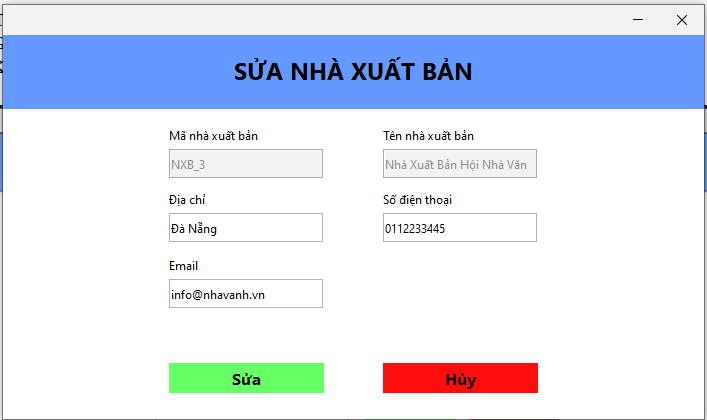 SỬA NHÀ XUẤT BẢN
Mã nhà xuất bản
Tên nhà xuất bản
NXB_3
Nhà Xuất Bản Hội Nhà Văn
Địa chỉ
Số điện thoại
Đà Nẵng
0112233445
Email
info@nhavanh.vn
Sửa
Hủy